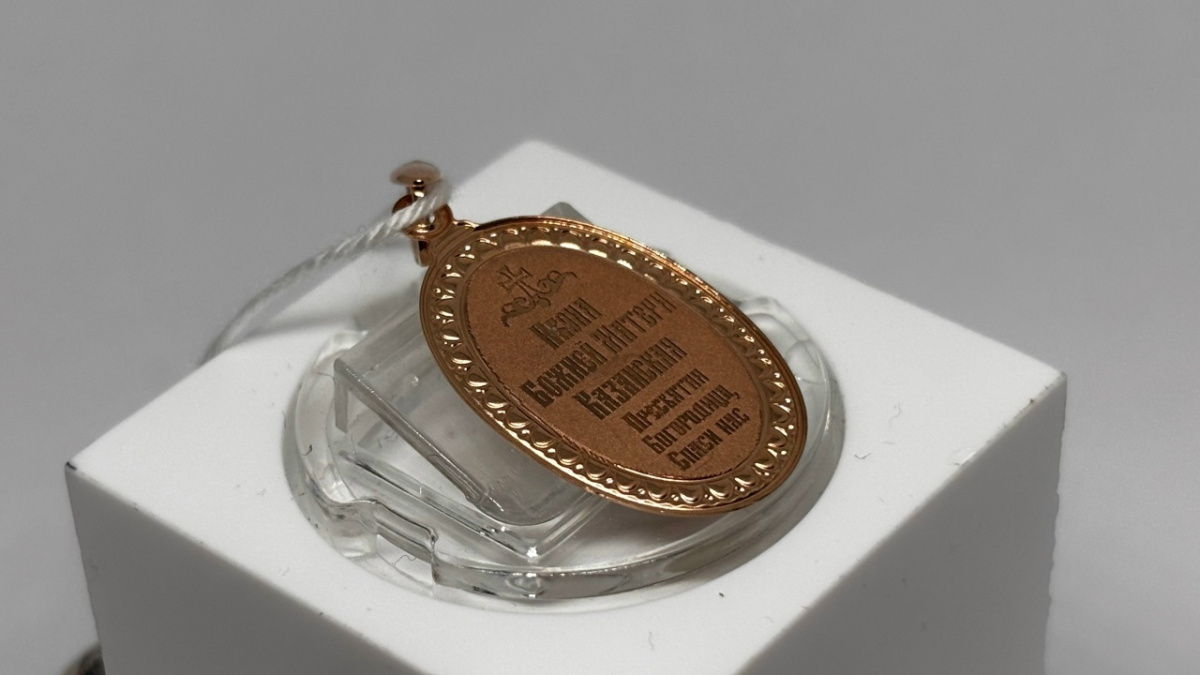 Икона
Божией Матери
Казанская
Пресвятая
Богородица,
Спаси нас